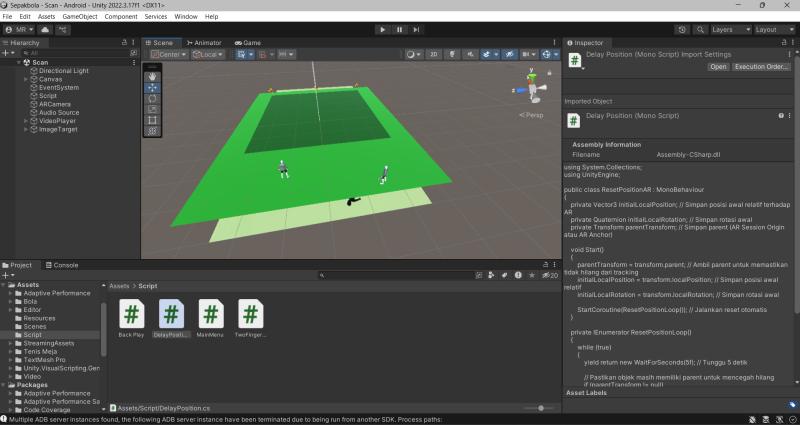 Sepakbola - Scan - Android - Unity 2022.3.17f1 <DX11>
File Edit Assets GameObject Component Services Window Help
MR
Layers
Layout
Hierarchy
All
Scan
Directional Light
Canvas
EventSystem
Script
ARCamera
Audio Source
VideoPlayer
ImageTarget
Scene Animator Game
Center Local
2D
y
Persp
Inspector
Delay Position (Mono Script) Import Settings
Open Execution Order...
Imported Object
Delay Position (Mono Script)
Assembly Information
Filename Assembly-CSharp.dll
using System.Collections;
using UnityEngine;
public class ResetPositionAR : MonoBehaviour
{
private Vector3 initialLocalPosition; // Simpan posisi awal relatif terhadap
AR
private Quaternion initialLocalRotation; // Simpan rotasi awal
private Transform parentTransform; // Simpan parent (AR Session Origin
atau AR Anchor)
void Start()
{
parentTransform = transform.parent; // Ambil parent untuk memastikan
tidak hilang dari tracking
initialLocalPosition = transform.localPosition; // Simpan posisi awal
relatif
initialLocalRotation = transform.localRotation; // Simpan rotasi awal
StartCoroutine(ResetPositionLoop()); // Jalankan reset otomatis
}
private IEnumerator ResetPositionLoop()
{
while (true)
{
yield return new WaitForSeconds(5f); // Tunggu 5 detik
// Pastikan objek masih memiliki parent untuk mencegah hilang
if (parentTransform != null)
Asset Labels
Project Console
20
Assets
Adaptive Performance
Bola
Editor
Resources
Scenes
Script
StreamingAssets
Tenis Meja
TextMesh Pro
Unity.VisualScripting.Gen
Video
Packages
Adaptive Performance
Adaptive Performance Sa
Code Coverage
Assets > Script
Back Play
DelayPositi...
MainMenu
TwoFinger...
Assets/Script/DelayPosition.cs
Multiple ADB server instances found, the following ADB server instance have been terminated due to being run from another SDK. Process paths: